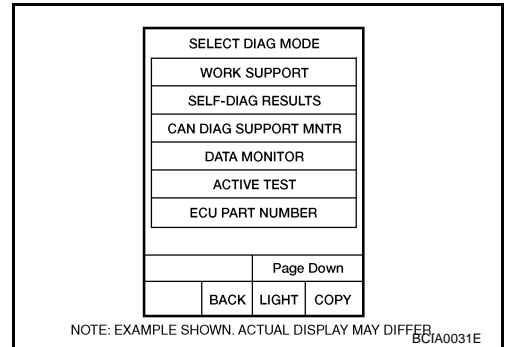 SELECT DIAG MODE
WORK SUPPORT
SELF-DIAG RESULTS
CAN DIAG SUPPORT MNTR
DATA MONITOR
ACTIVE TEST
ECU PART NUMBER
Page Down
BACK LIGHT COPY
NOTE: EXAMPLE SHOWN. ACTUAL DISPLAY MAY DIFFER.
BCIA0031E